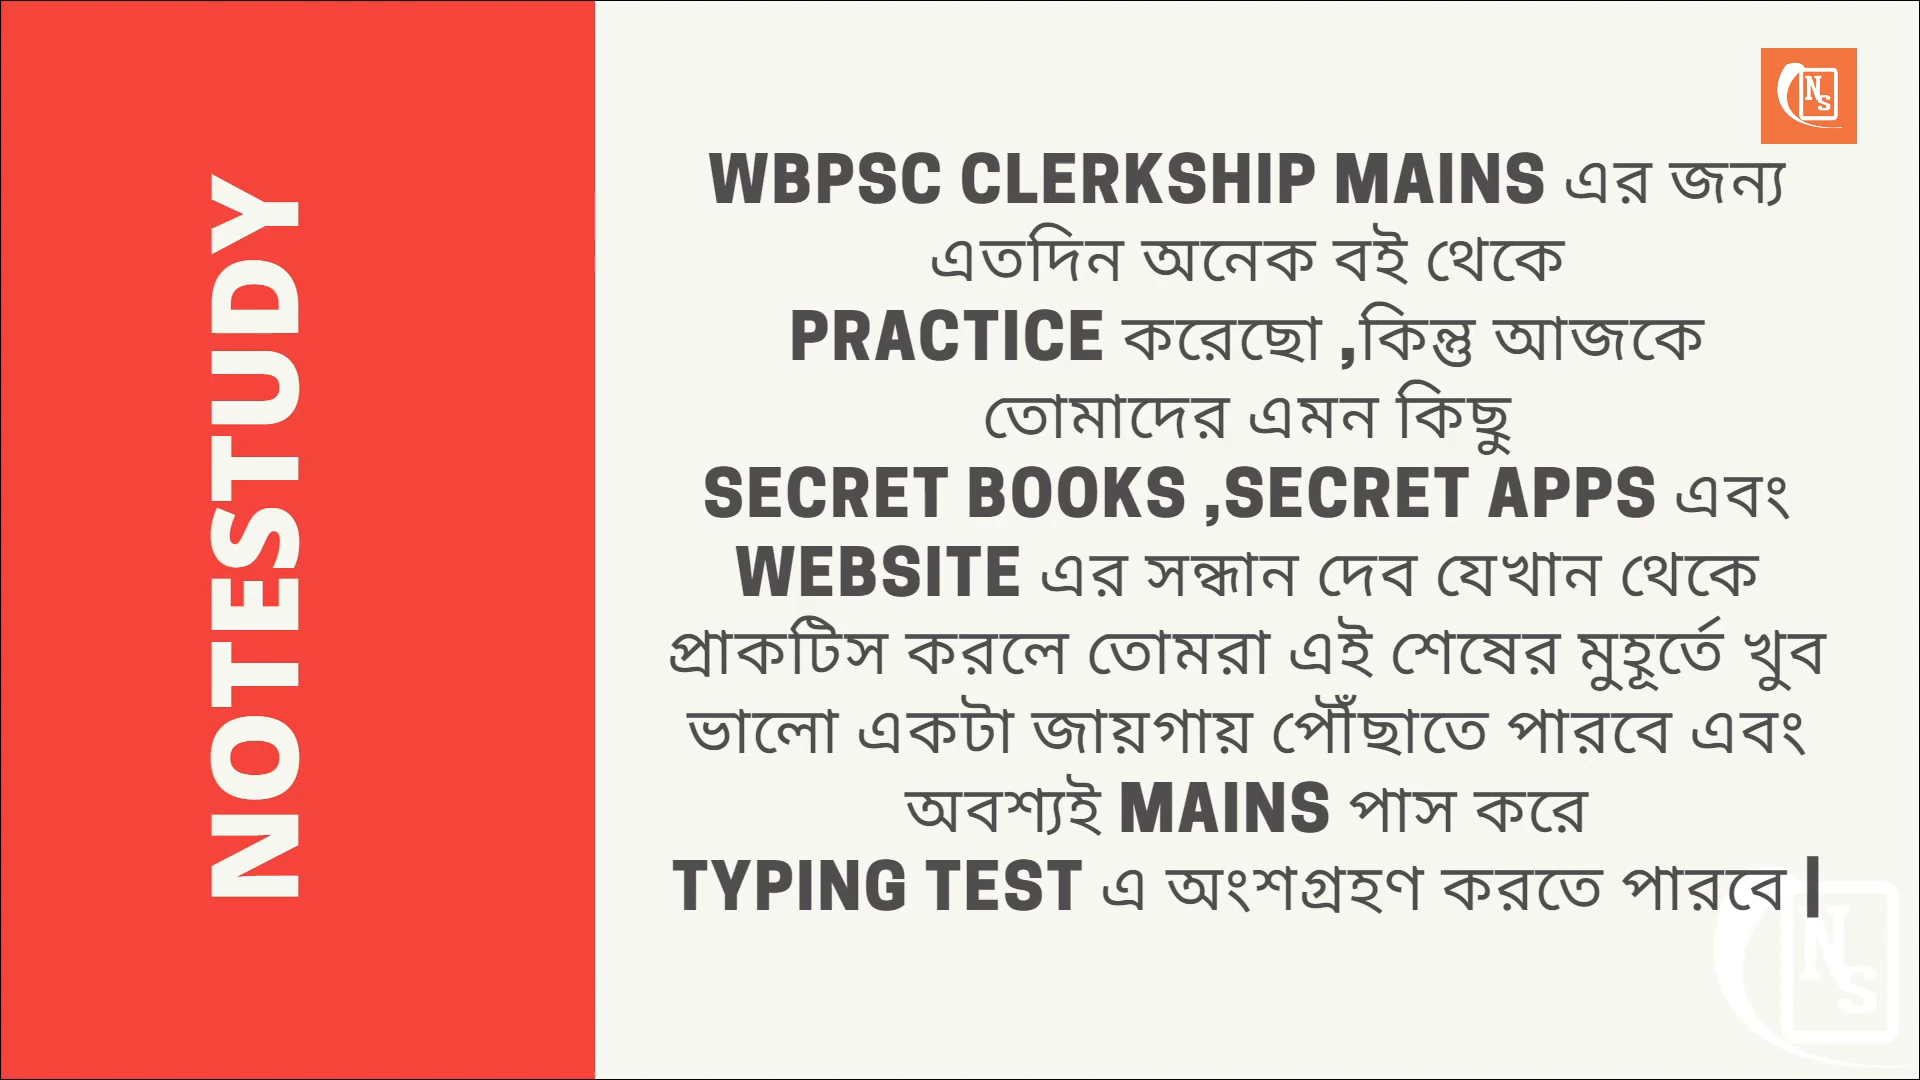 NOTESTUDY
NS
WBPSC CLERKSHIP MAINS এর জন্য
এতদিন অনেক বই থেকে
PRACTICE করেছো ,কিন্তু আজকে
তোমাদের এমন কিছু
SECRET BOOKS ,SECRET APPS এবং
WEBSITE এর সন্ধান দেব যেখান থেকে
প্রাকটিস করলে তোমরা এই শেষের মুহূর্তে খুব
ভালো একটা জায়গায় পৌঁছাতে পারবে এবং
অবশ্যই MAINS পাস করে
TYPING TEST এ অংশগ্রহণ করতে পারবে |
NS